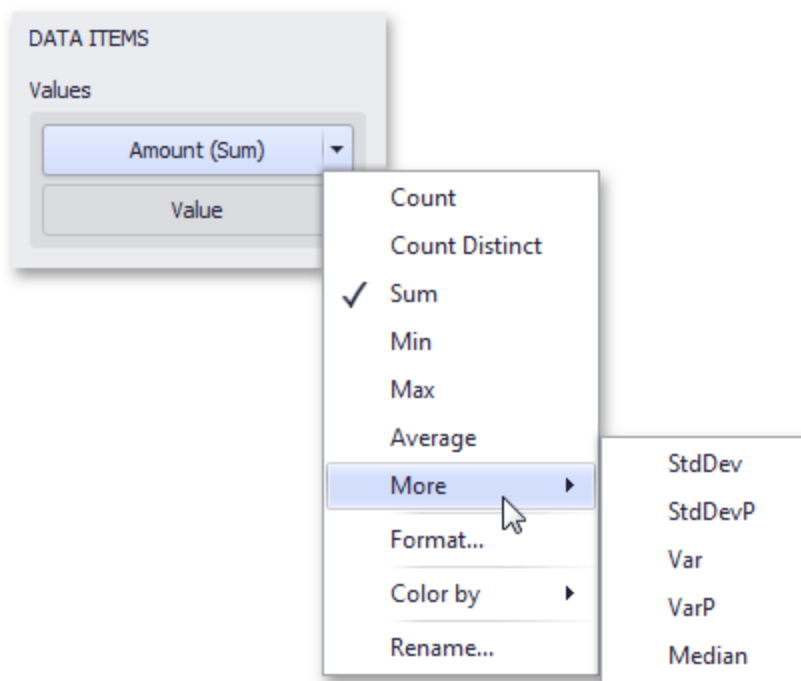 DATA ITEMS
Values
Amount (Sum)
Value
Count
Count Distinct
Sum
Min
Max
Average
More
Format...
Color by
Rename...
StdDev
StdDevP
Var
VarP
Median